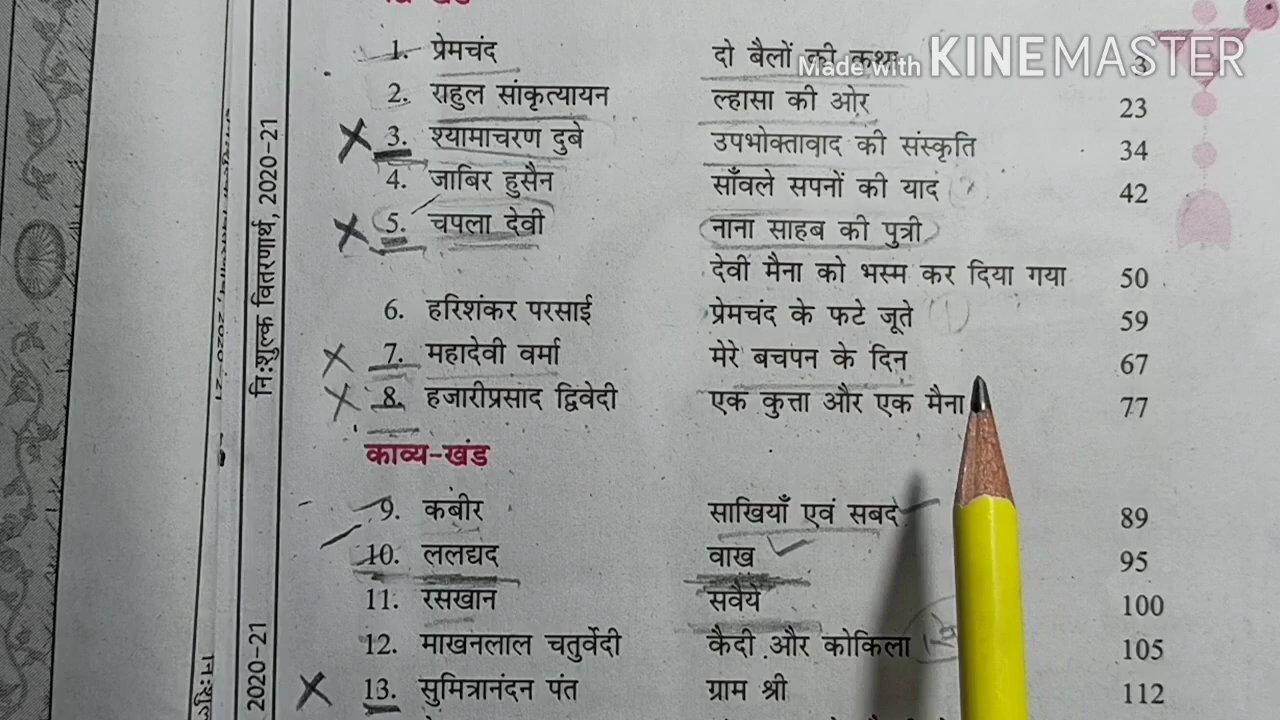 1. प्रेमचंद दो बैलों की कथा 3
Made with KINEMASTER
2. राहुल सांकृत्यायन ल्हासा की ओर 23
3. श्यामाचरण दुबे उपभोक्तावाद की संस्कृति 34
4. जाबिर हुसैन साँवले सपनों की याद 42
5. चपला देवी नाना साहब की पुत्री
देवी मैना को भस्म कर दिया गया 50
6. हरिशंकर परसाई प्रेमचंद के फटे जूते 59
7. महादेवी वर्मा मेरे बचपन के दिन 67
8. हजारीप्रसाद द्विवेदी एक कुत्ता और एक मैना 77
काव्य-खंड
9. कबीर साखियाँ एवं सबद 89
10. ललद्यद वाख 95
11. रसखान सवैये 100
12. माखनलाल चतुर्वेदी कैदी और कोकिला 105
13. सुमित्रानंदन पंत ग्राम श्री 112
नि:शुल्क वितरणार्थ, 2020-21
2020-21